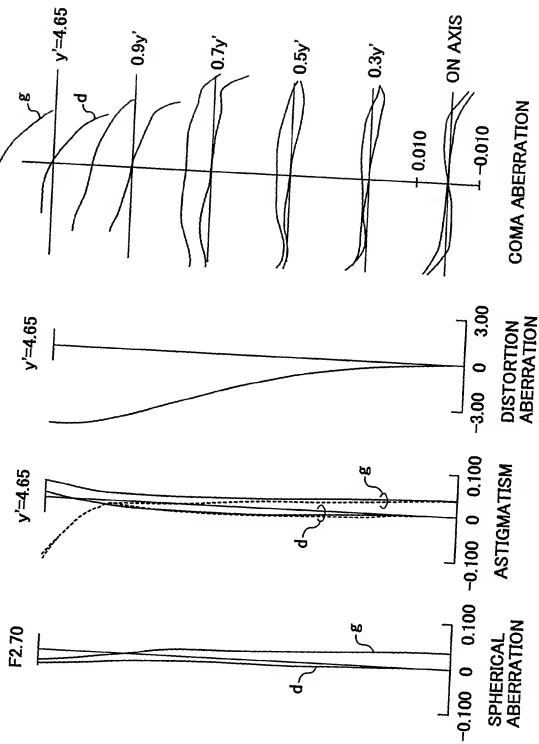 F2.70
g
d
-0.100
0
0.100
SPHERICAL
ABERRATION
y'=4.65
g
d
-0.100
0
0.100
ASTIGMATISM
y'=4.65
-3.00
0
3.00
DISTORTION
ABERRATION
g
y'=4.65
d
0.9y'
0.7y'
0.5y'
0.3y'
0.010
ON AXIS
-0.010
COMA ABERRATION